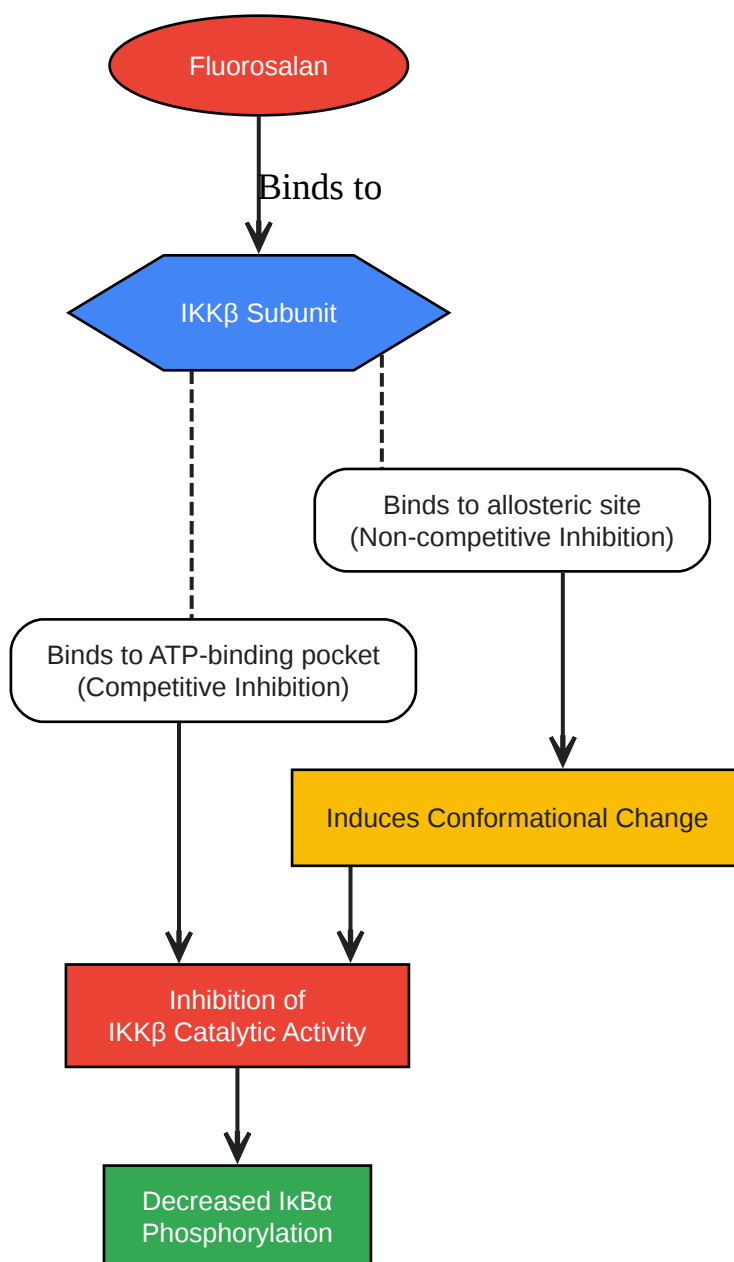 Fluorosalan
Binds to
IKKβ Subunit
Binds to allosteric site
(Non-competitive Inhibition)
Binds to ATP-binding pocket
(Competitive Inhibition)
Induces Conformational Change
Inhibition of
IKKβ Catalytic Activity
Decreased IκBα
Phosphorylation